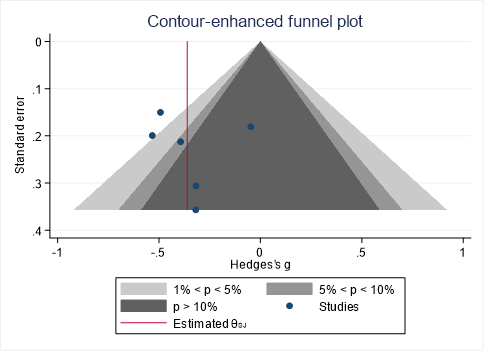 Contour-enhanced funnel plot
0
.1
.2
.3
.4
Standard error
-1
-.5
0
.5
1
Hedges's g
1% < p < 5%
5% < p < 10%
p > 10%
Studies
Estimated θSJ